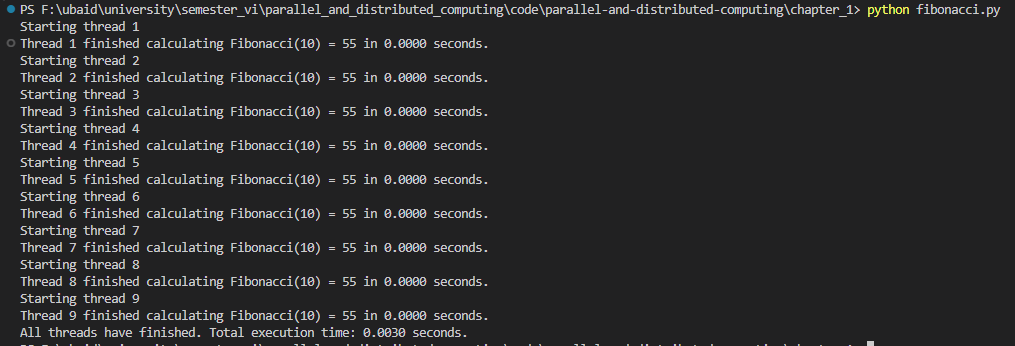 PS F:\ubaid\university\semester_vi\parallel_and_distributed_computing\code\parallel-and-distributed-computing\chapter_1> python fibonacci.py
Starting thread 1
Thread 1 finished calculating Fibonacci(10) = 55 in 0.0000 seconds.
Starting thread 2
Thread 2 finished calculating Fibonacci(10) = 55 in 0.0000 seconds.
Starting thread 3
Thread 3 finished calculating Fibonacci(10) = 55 in 0.0000 seconds.
Starting thread 4
Thread 4 finished calculating Fibonacci(10) = 55 in 0.0000 seconds.
Starting thread 5
Thread 5 finished calculating Fibonacci(10) = 55 in 0.0000 seconds.
Starting thread 6
Thread 6 finished calculating Fibonacci(10) = 55 in 0.0000 seconds.
Starting thread 7
Thread 7 finished calculating Fibonacci(10) = 55 in 0.0000 seconds.
Starting thread 8
Thread 8 finished calculating Fibonacci(10) = 55 in 0.0000 seconds.
Starting thread 9
Thread 9 finished calculating Fibonacci(10) = 55 in 0.0000 seconds.
All threads have finished. Total execution time: 0.0030 seconds.